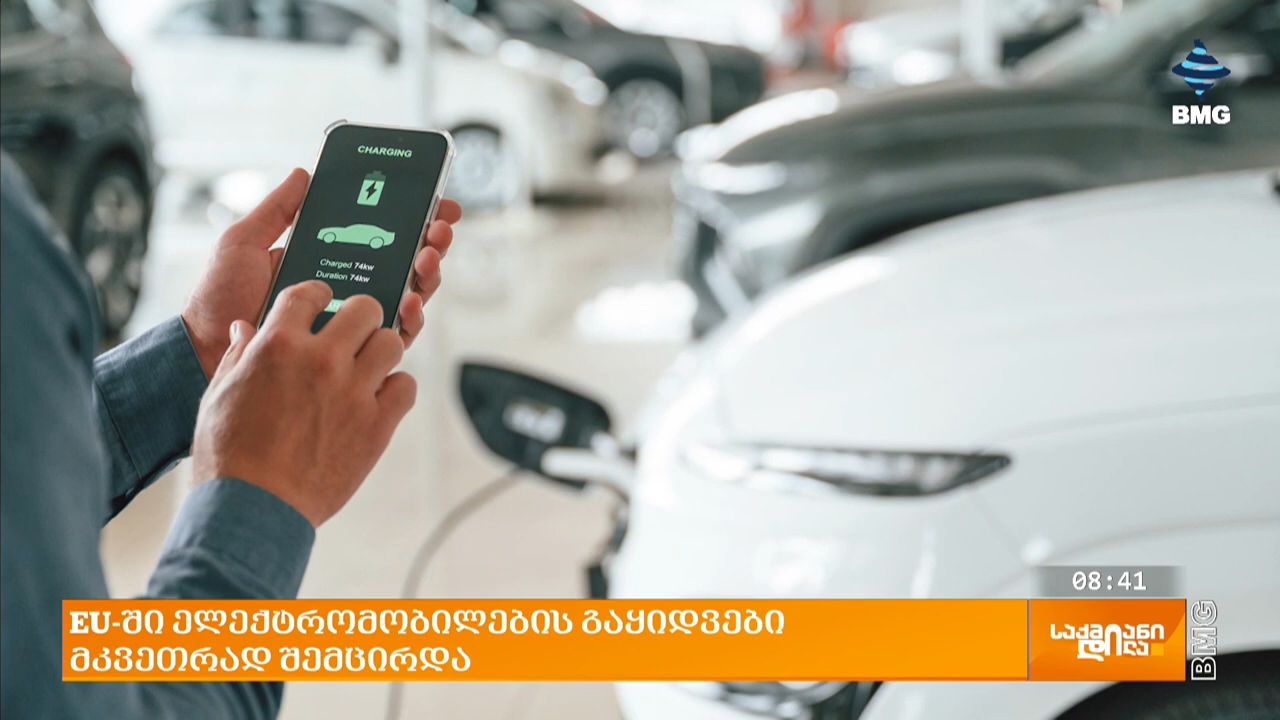 BMG
CHARGING
Charged 74kw
Duration 74kw
08:41
EU-ში ელექტრომობილების გაყიდვები
მკვეთრად შემცირდა
საქმიანი
დილა
BMG